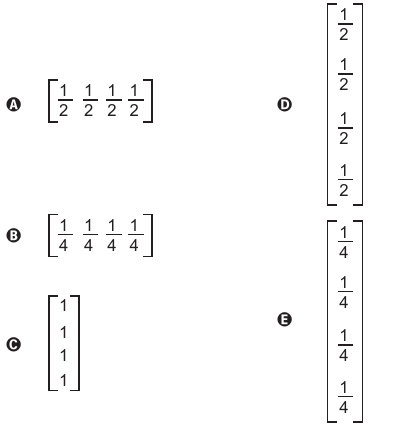 A [ 1/2 1/2 1/2 1/2 ]
B [ 1/4 1/4 1/4 1/4 ]
C [ 1
1
1
1 ]
D [ 1/2
1/2
1/2
1/2 ]
E [ 1/4
1/4
1/4
1/4 ]